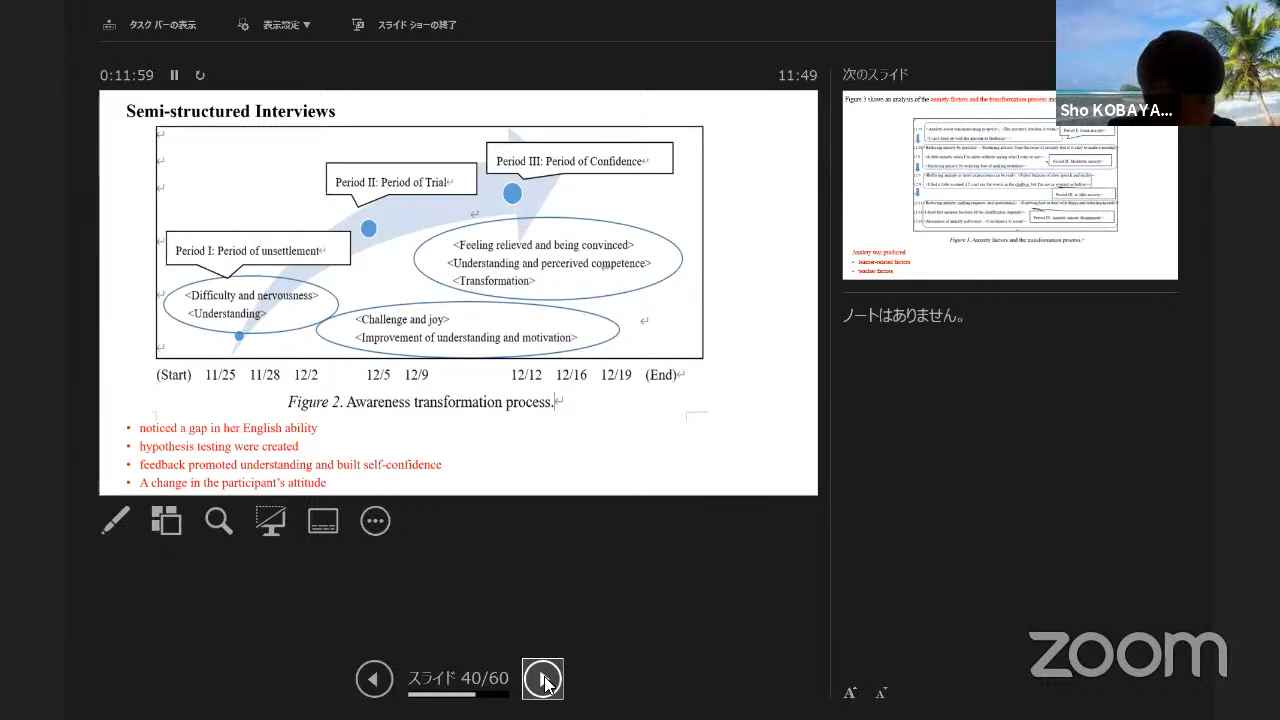 タスク バーの表示
表示設定 ▼
スライド ショーの終了
0:11:59
11:49
次のスライド
Sho KOBAYA...
Semi-structured Interviews
Period III: Period of Confidence
Period II: Period of Trial
Period I: Period of unsettlement
<Feeling relieved and being convinced>
<Understanding and perceived competence>
<Transformation>
<Difficulty and nervousness>
<Understanding>
<Challenge and joy>
<Improvement of understanding and motivation>
(Start) 11/25 11/28 12/2 12/5 12/9 12/12 12/16 12/19 (End)
Figure 2. Awareness transformation process.
• noticed a gap in her English ability
• hypothesis testing were created
• feedback promoted understanding and built self-confidence
• A change in the participant's attitude
Figure 3 shows an analysis of the anxiety factors and the transformation process
Figure 3. Anxiety factors and the transformation process.
Anxiety was produced
• learner-related factors
• teacher factors
ノートはありません。
スライド 40/60
zoom